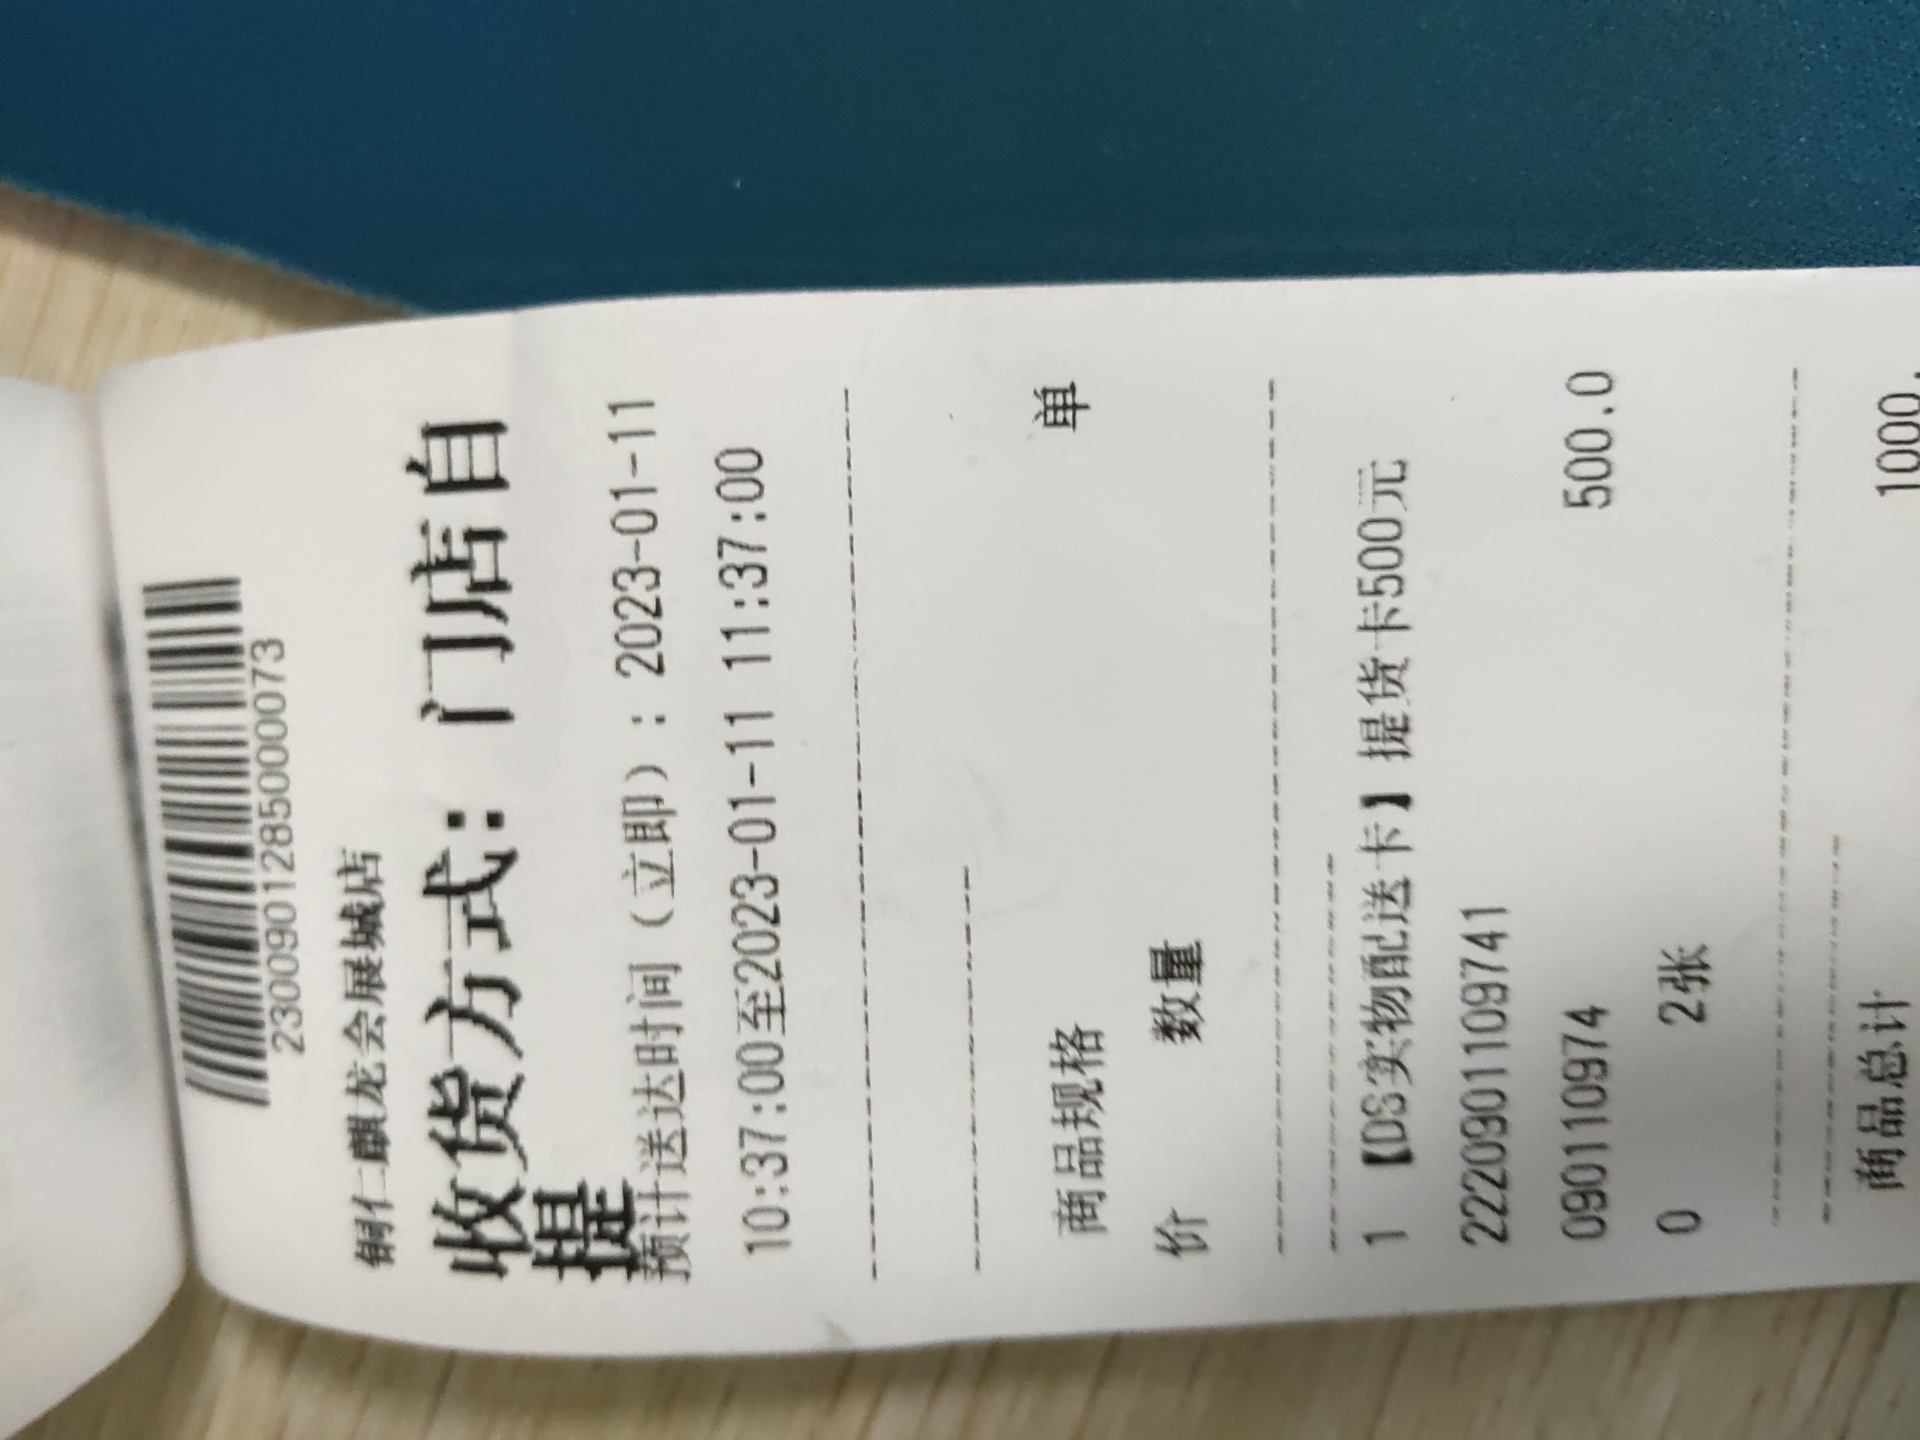 2300901285000073
铜仁麒龙会展城店
收货方式：门店自
提
预计送达时间（立即）：2023-01-11
10:37:00至2023-01-11 11:37:00
商品规格 单
价 数量
1 【DS实物配送卡】提货卡500元
2220901109741
090110974 500.0
0 2张
商品总计 1000.